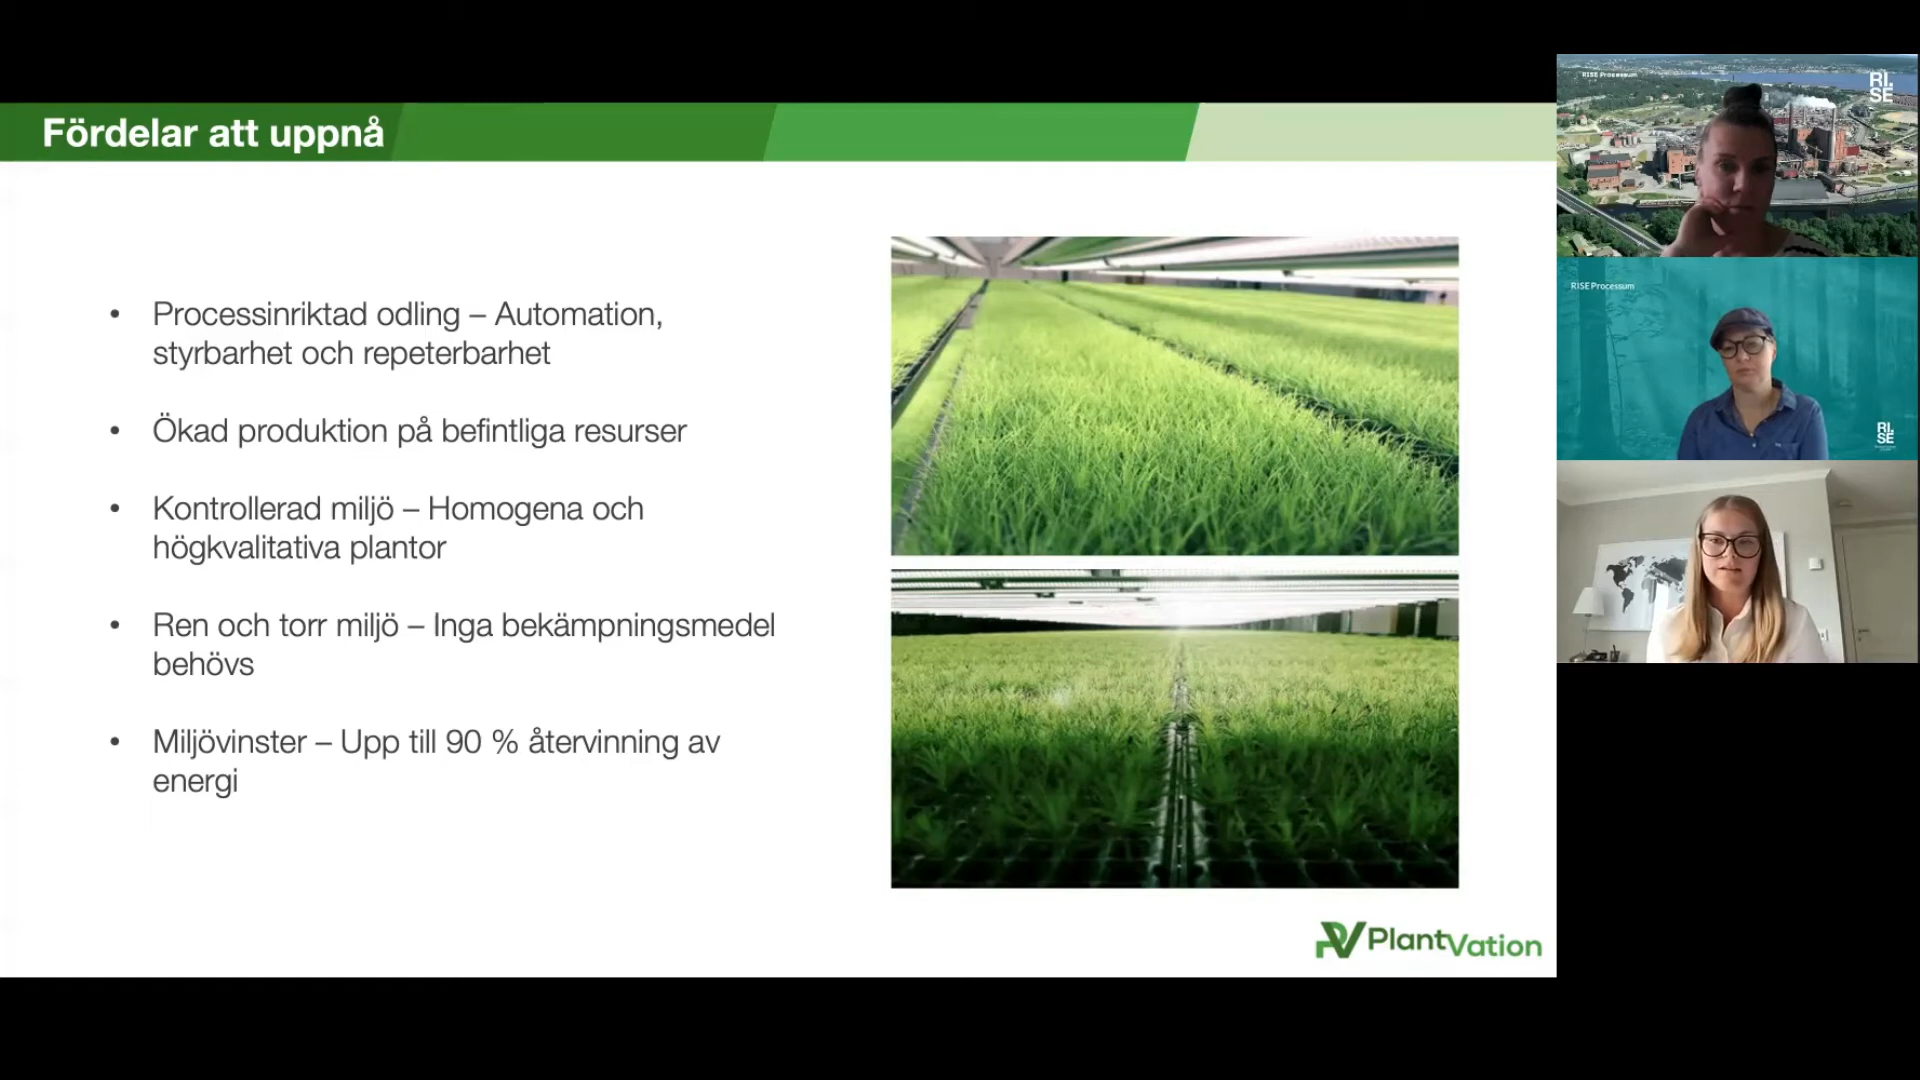 Fördelar att uppnå
• Processinriktad odling – Automation,
styrbarhet och repeterbarhet
• Ökad produktion på befintliga resurser
• Kontrollerad miljö – Homogena och
högkvalitativa plantor
• Ren och torr miljö – Inga bekämpningsmedel
behövs
• Miljövinster – Upp till 90 % återvinning av
energi
PlantVation
RISE Processum
RI.
SE
RISE Processum
RI.
SE